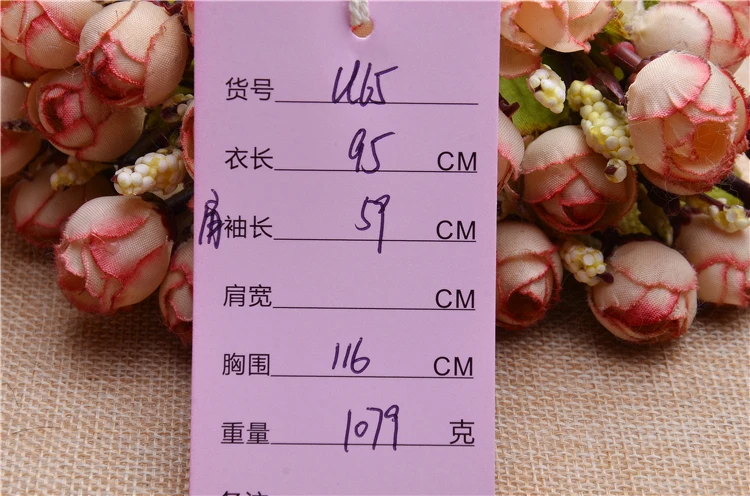 货号 U65
衣长 95 CM
肩袖长 59 CM
肩宽 CM
胸围 116 CM
重量 1079 克